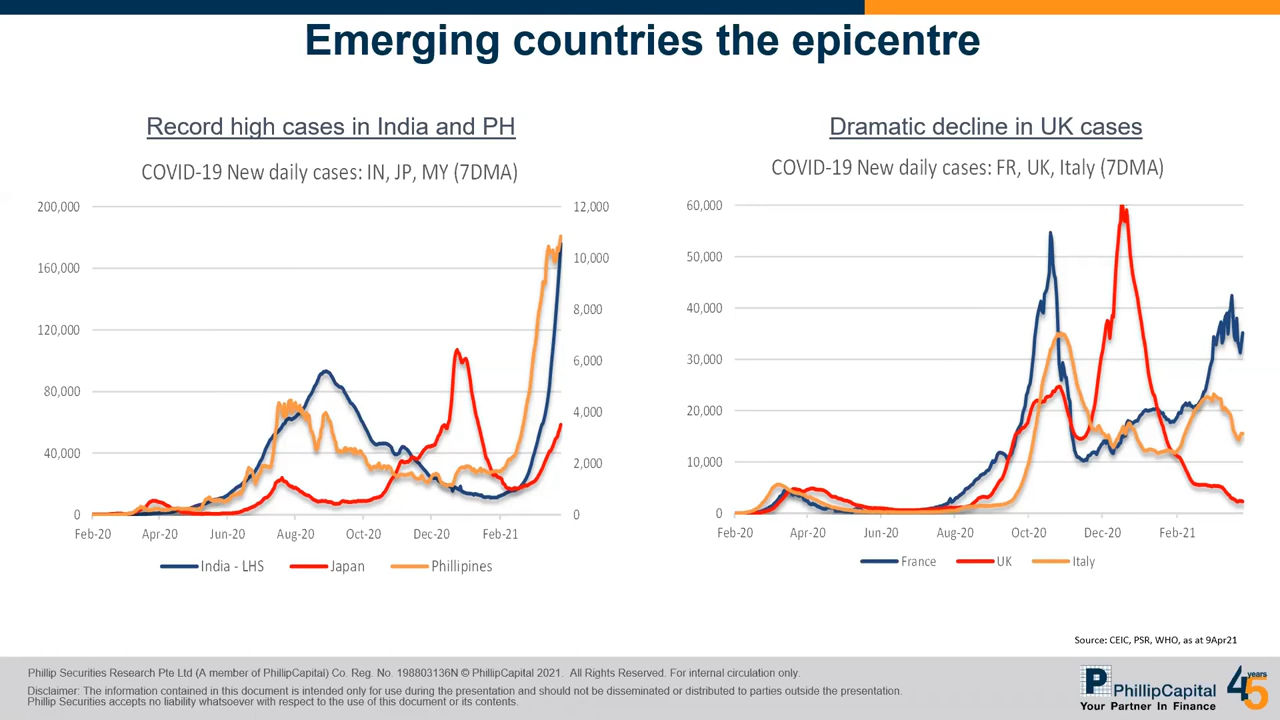 Emerging countries the epicentre
Record high cases in India and PH
COVID-19 New daily cases: IN, JP, MY (7DMA)
200,000
160,000
120,000
80,000
40,000
0
12,000
10,000
8,000
6,000
4,000
2,000
0
Feb-20 Apr-20 Jun-20 Aug-20 Oct-20 Dec-20 Feb-21
India - LHS Japan Phillipines
Dramatic decline in UK cases
COVID-19 New daily cases: FR, UK, Italy (7DMA)
60,000
50,000
40,000
30,000
20,000
10,000
0
Feb-20 Apr-20 Jun-20 Aug-20 Oct-20 Dec-20 Feb-21
France UK Italy
Source: CEIC, PSR, WHO, as at 9Apr21
Phillip Securities Research Pte Ltd (A member of PhillipCapital) Co. Reg. No. 198803136N © PhillipCapital 2021. All Rights Reserved. For internal circulation only.
Disclaimer: The information contained in this document is intended only for use during the presentation and should not be disseminated or distributed to parties outside the presentation.
Phillip Securities accepts no liability whatsoever with respect to the use of this document or its contents.
P PhillipCapital
Your Partner In Finance
45 years